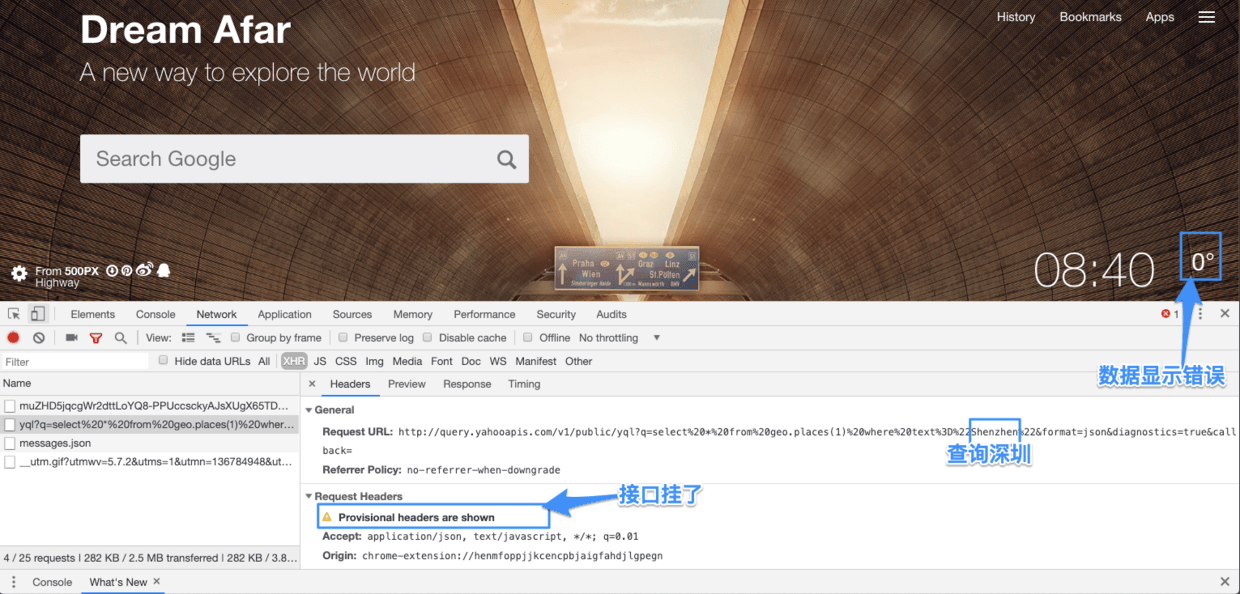 Dream Afar
A new way to explore the world
History Bookmarks Apps
Search Google
Praha Graz Linz
Wien St.Pölten
From 500PX
Highway
08:40 0°
数据显示错误
Elements Console Network Application Sources Memory Performance Security Audits 1
View: Group by frame Preserve log Disable cache Offline No throttling
Filter Hide data URLs All XHR JS CSS Img Media Font Doc WS Manifest Other
Name
muZHD5jqcgWr2dttLoYQ8-PPUccsckyAJsXUgX65TD...
yql?q=select%20*%20from%20geo.places(1)%20wher...
messages.json
__utm.gif?utmwv=5.7.2&utms=1&utmn=136784948&ut...
4 / 25 requests | 282 KB / 2.5 MB transferred | 282 KB / 3.8...
Headers Preview Response Timing
General
Request URL: http://query.yahooapis.com/v1/public/yql?q=select%20*%20from%20geo.places(1)%20where%20text%3D%22Shenzhen%22&format=json&diagnostics=true&call
back=
查询深圳
Referrer Policy: no-referrer-when-downgrade
Request Headers
接口挂了
Provisional headers are shown
Accept: application/json, text/javascript, */*; q=0.01
Origin: chrome-extension://henmfoppjjkcencpbjaigfahdjlgpegn
Console What's New